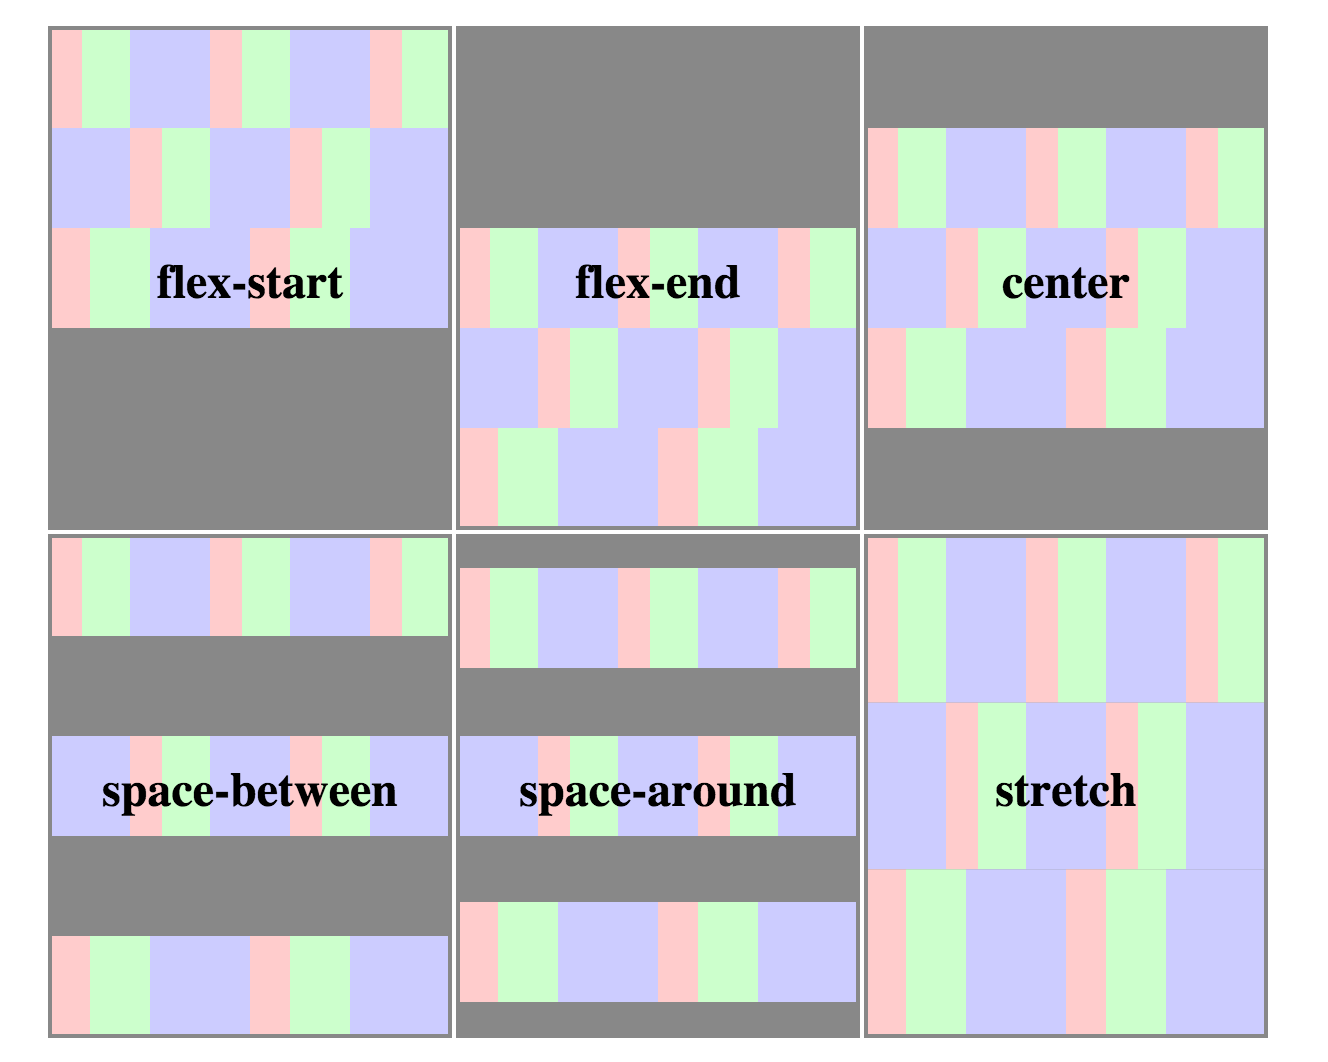 flex-start
flex-end
center
space-between
space-around
stretch